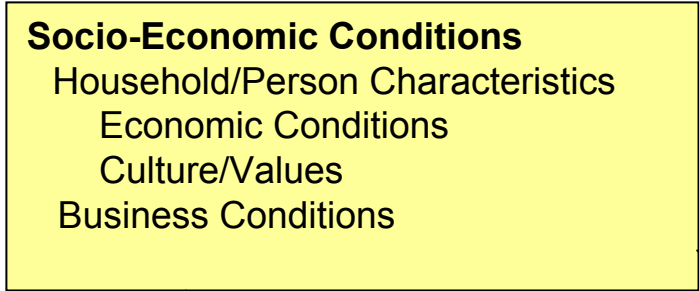 Socio-Economic Conditions
Household/Person Characteristics
Economic Conditions
Culture/Values
Business Conditions